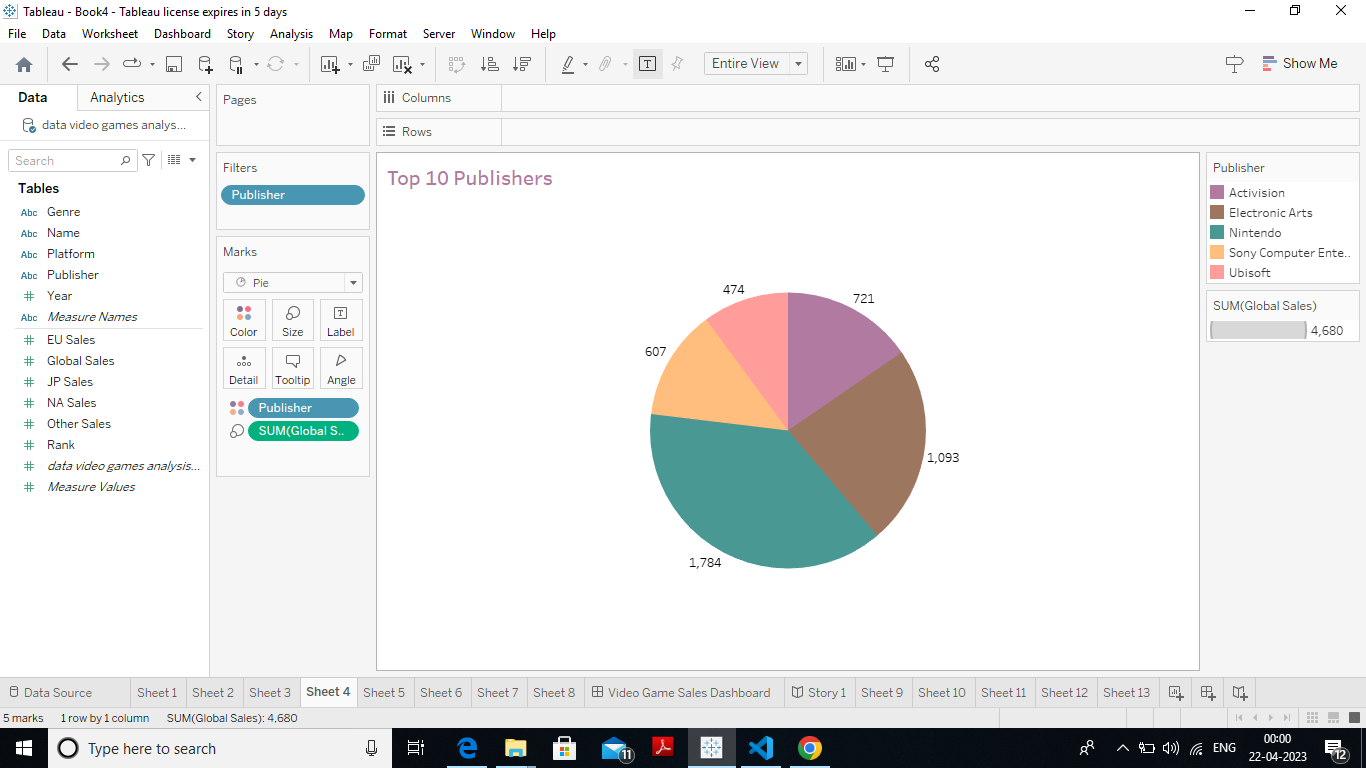 Tableau - Book4 - Tableau license expires in 5 days
File Data Worksheet Dashboard Story Analysis Map Format Server Window Help
Entire View
Show Me
Data Analytics
data video games analys...
Search
Tables
Abc Genre
Abc Name
Abc Platform
Abc Publisher
# Year
Abc Measure Names
# EU Sales
# Global Sales
# JP Sales
# NA Sales
# Other Sales
# Rank
# data video games analysis...
# Measure Values
Pages
Filters
Publisher
Marks
Pie
Color Size Label
Detail Tooltip Angle
Publisher
SUM(Global S..
Columns
Rows
Top 10 Publishers
474
721
607
1,093
1,784
Publisher
Activision
Electronic Arts
Nintendo
Sony Computer Ente..
Ubisoft
SUM(Global Sales)
4,680
Data Source Sheet 1 Sheet 2 Sheet 3 Sheet 4 Sheet 5 Sheet 6 Sheet 7 Sheet 8 Video Game Sales Dashboard Story 1 Sheet 9 Sheet 10 Sheet 11 Sheet 12 Sheet 13
5 marks 1 row by 1 column SUM(Global Sales): 4,680
Type here to search
11
ENG
00:00
22-04-2023
12